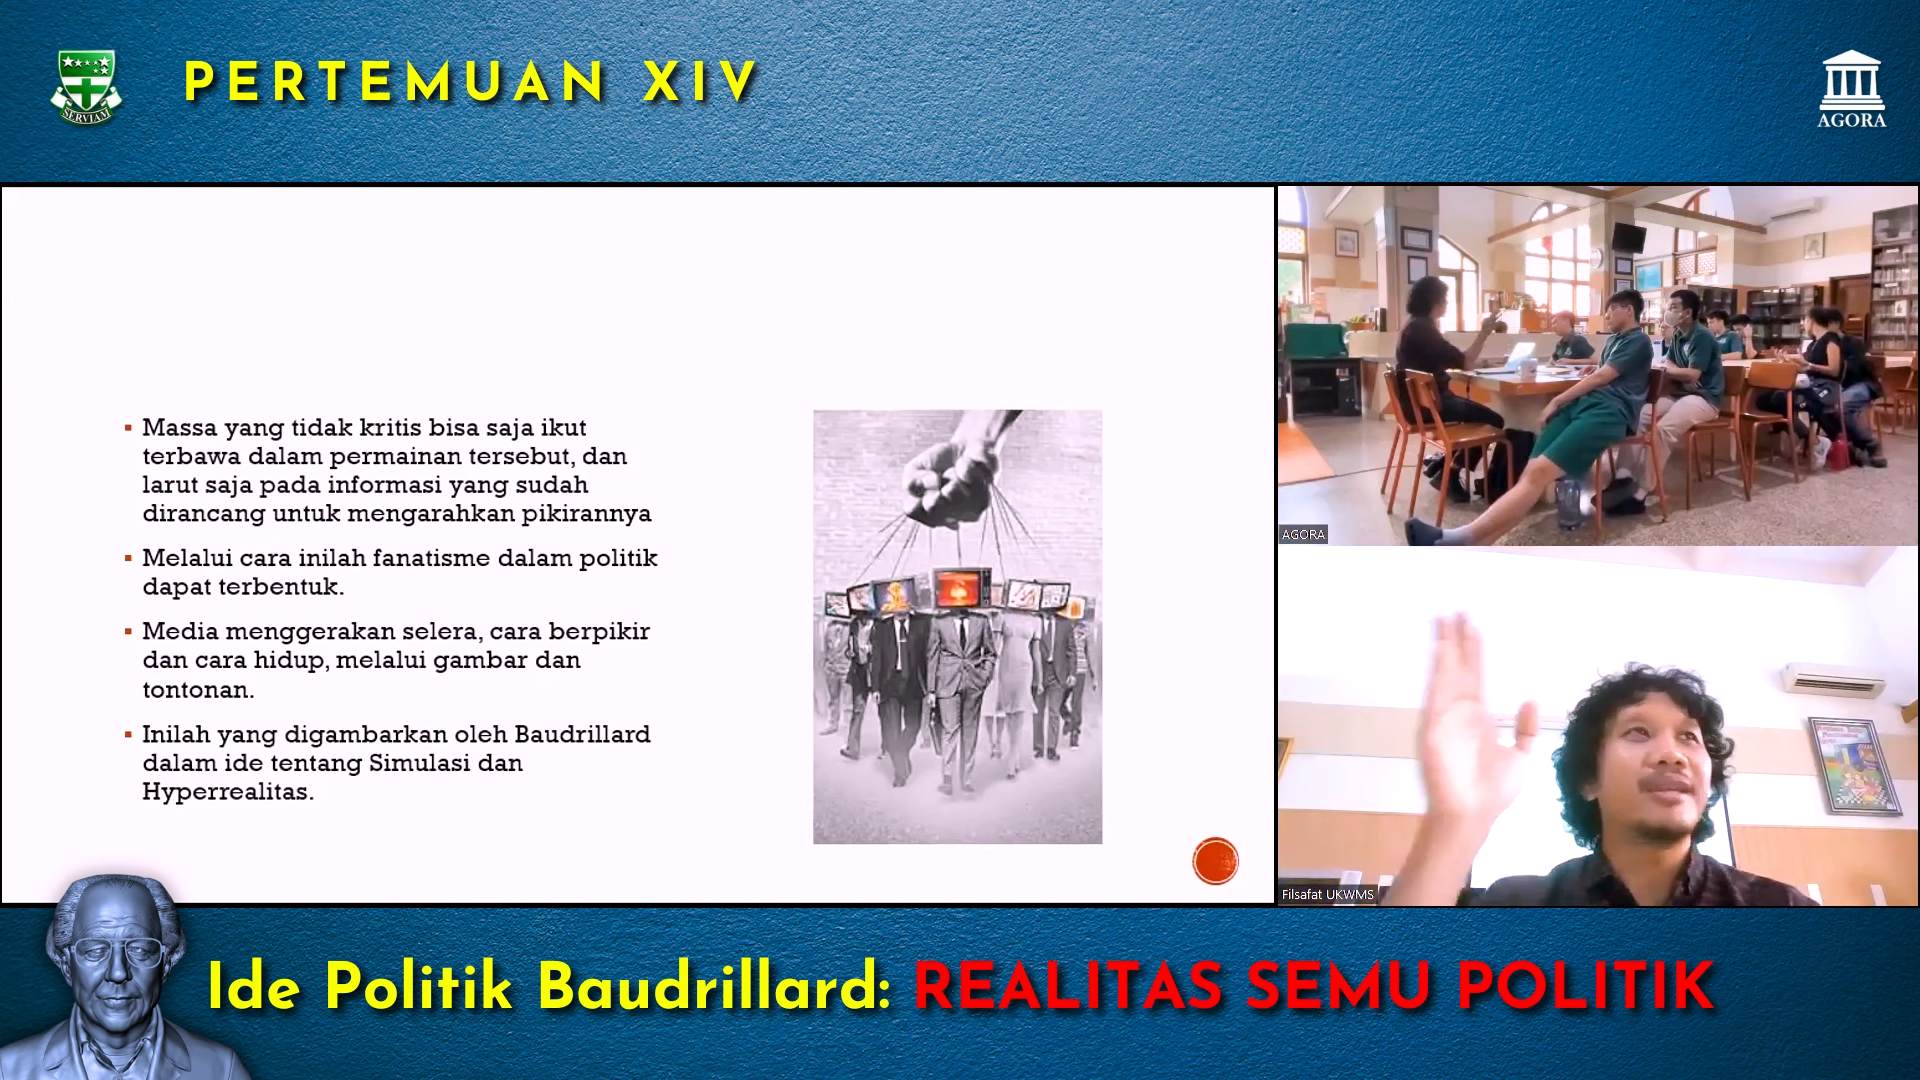 PERTEMUAN XIV
SERVIAM
AGORA
▪ Massa yang tidak kritis bisa saja ikut
terbawa dalam permainan tersebut, dan
larut saja pada informasi yang sudah
dirancang untuk mengarahkan pikirannya
▪ Melalui cara inilah fanatisme dalam politik
dapat terbentuk.
▪ Media menggerakan selera, cara berpikir
dan cara hidup, melalui gambar dan
tontonan.
▪ Inilah yang digambarkan oleh Baudrillard
dalam ide tentang Simulasi dan
Hyperrealitas.
AGORA
Filsafat UKWMS
Ide Politik Baudrillard: REALITAS SEMU POLITIK